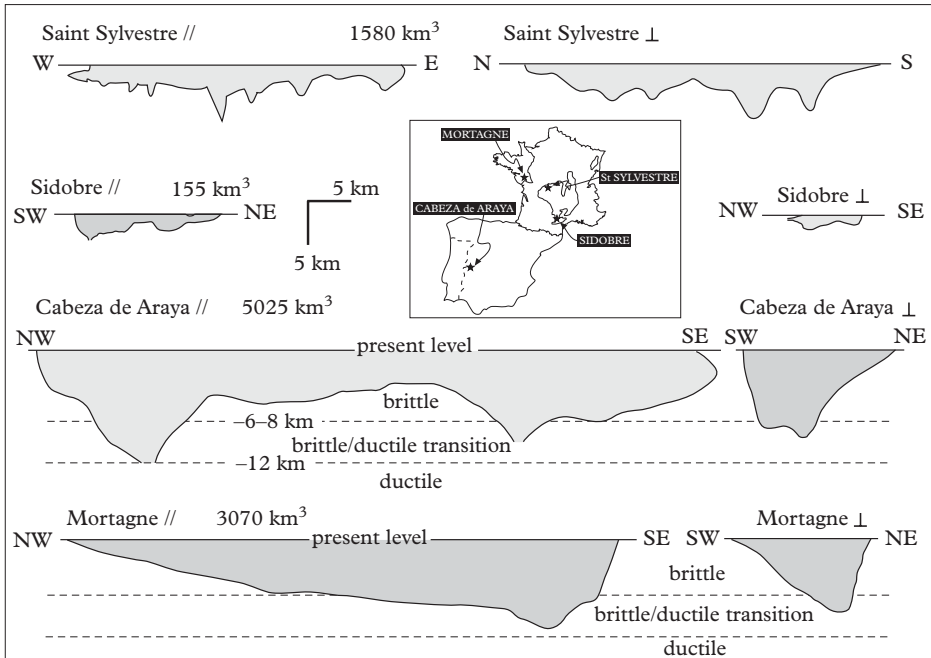 Saint Sylvestre // 1580 km³
W E
Saint Sylvestre ⊥
N S
MORTAGNE
St SYLVESTRE
CABEZA de ARAYA
SIDOBRE
Sidobre // 155 km³
SW NE
5 km
5 km
Sidobre ⊥
NW SE
Cabeza de Araya // 5025 km³
NW SE
present level
brittle
–6–8 km
brittle/ductile transition
–12 km
ductile
Cabeza de Araya ⊥
SW NE
Mortagne // 3070 km³
NW SE
present level
Mortagne ⊥
SW NE
brittle
brittle/ductile transition
ductile